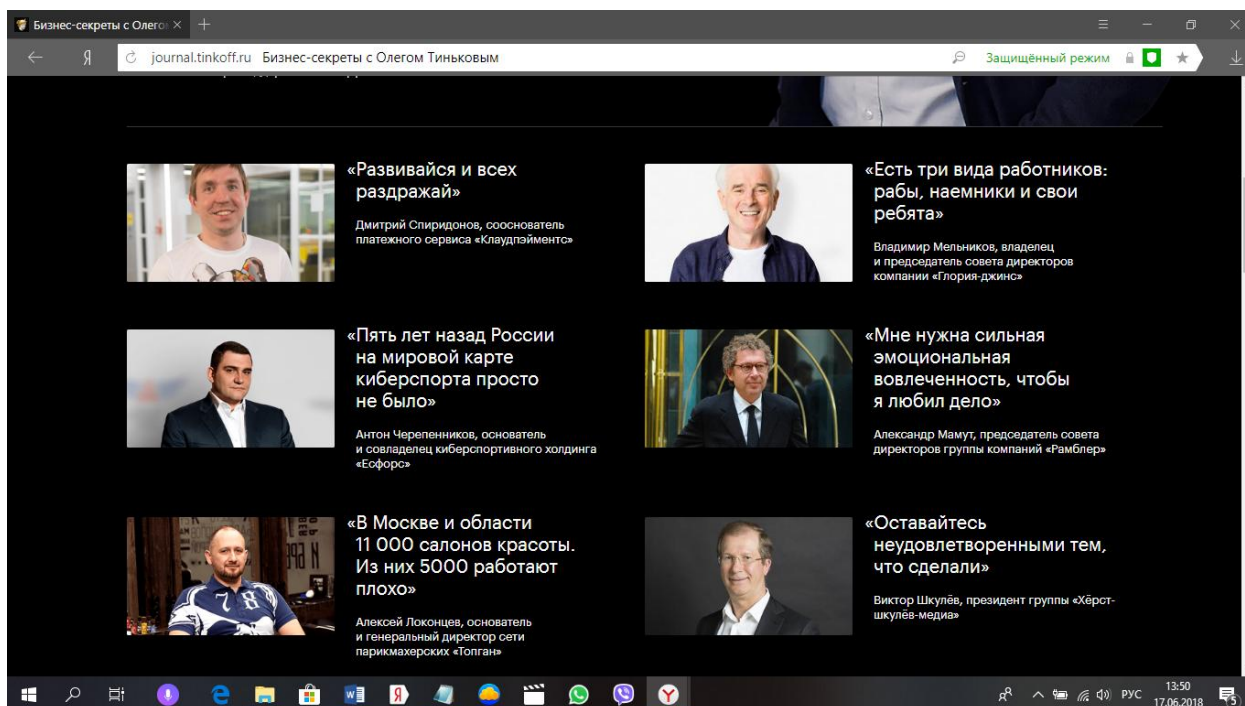 Бизнес-секреты с Олего
Я
journal.tinkoff.ru Бизнес-секреты с Олегом Тиньковым
Защищённый режим
«Развивайся и всех
раздражай»
Дмитрий Спиридонов, сооснователь
платежного сервиса «Клаудпэйментс»
«Есть три вида работников:
рабы, наемники и свои
ребята»
Владимир Мельников, владелец
и председатель совета директоров
компании «Глория-джинс»
«Пять лет назад России
на мировой карте
киберспорта просто
не было»
Антон Черепенников, основатель
и совладелец киберспортивного холдинга
«Есфорс»
«Мне нужна сильная
эмоциональная
вовлеченность, чтобы
я любил дело»
Александр Мамут, председатель совета
директоров группы компаний «Рамблер»
«В Москве и области
11 000 салонов красоты.
Из них 5000 работают
плохо»
Алексей Локонцев, основатель
и генеральный директор сети
парикмахерских «Топган»
«Оставайтесь
неудовлетворенными тем,
что сделали»
Виктор Шкулёв, президент группы «Хёрст-
шкулёв-медиа»
7 8
РУС
13:50
17.06.2018
5